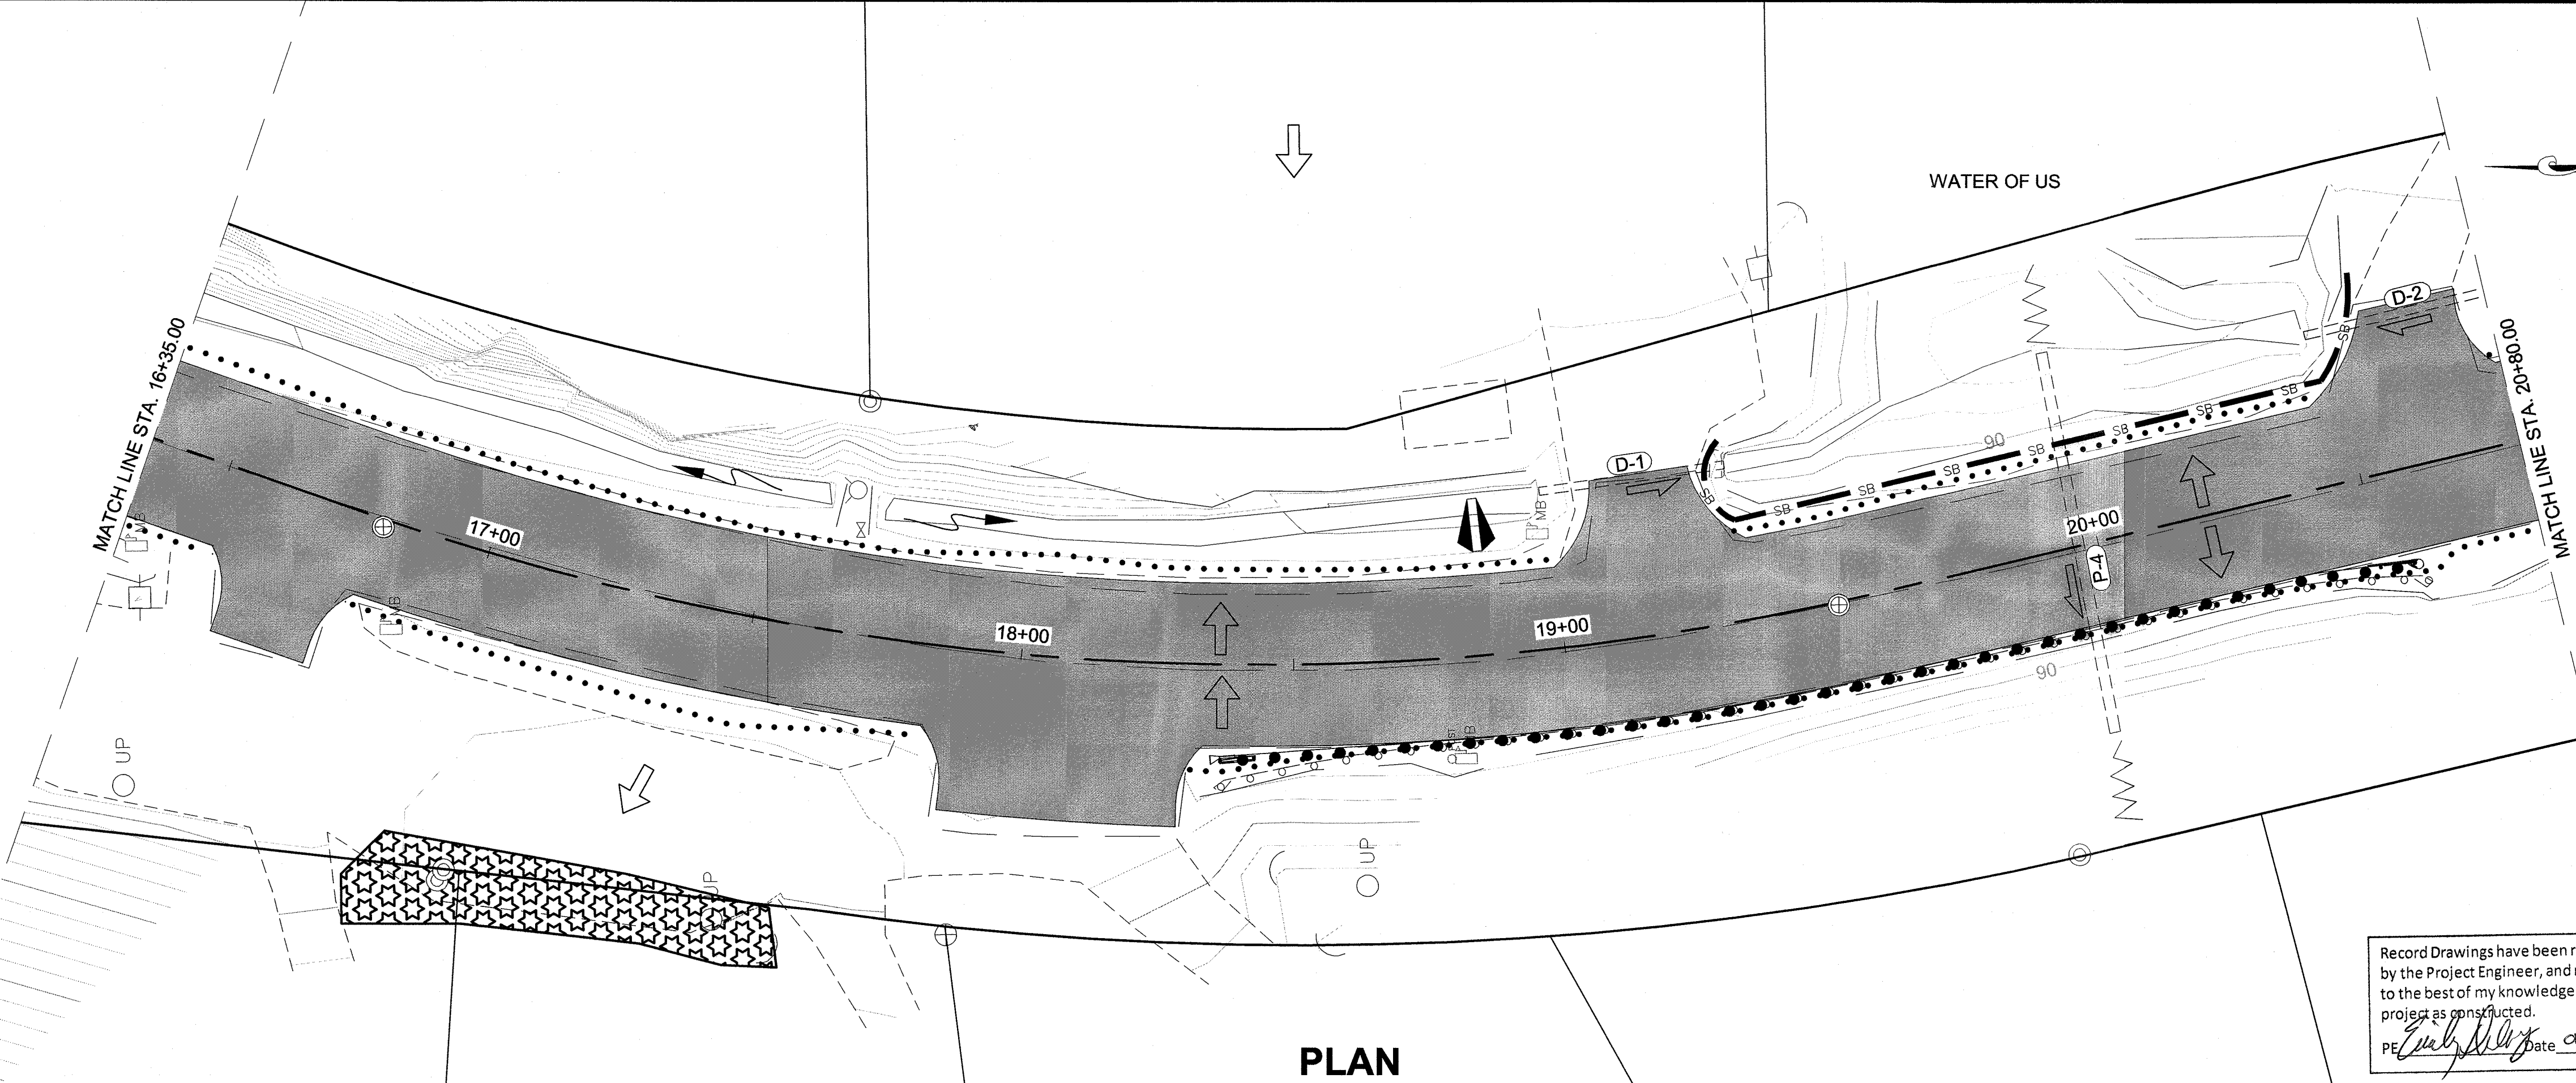 WATER OF US
MATCH LINE STA. 16+35.00
MATCH LINE STA. 20+80.00
D-2
SB
SB
SB
SB
SB
SB
SB
SB
D-1
90
MB
MB
MB
17+00
18+00
19+00
20+00
P-4
90
UP
UP
UP
PLAN
Record Drawings have been
by the Project Engineer, and
to the best of my knowledge
project as constructed.
PE
Date